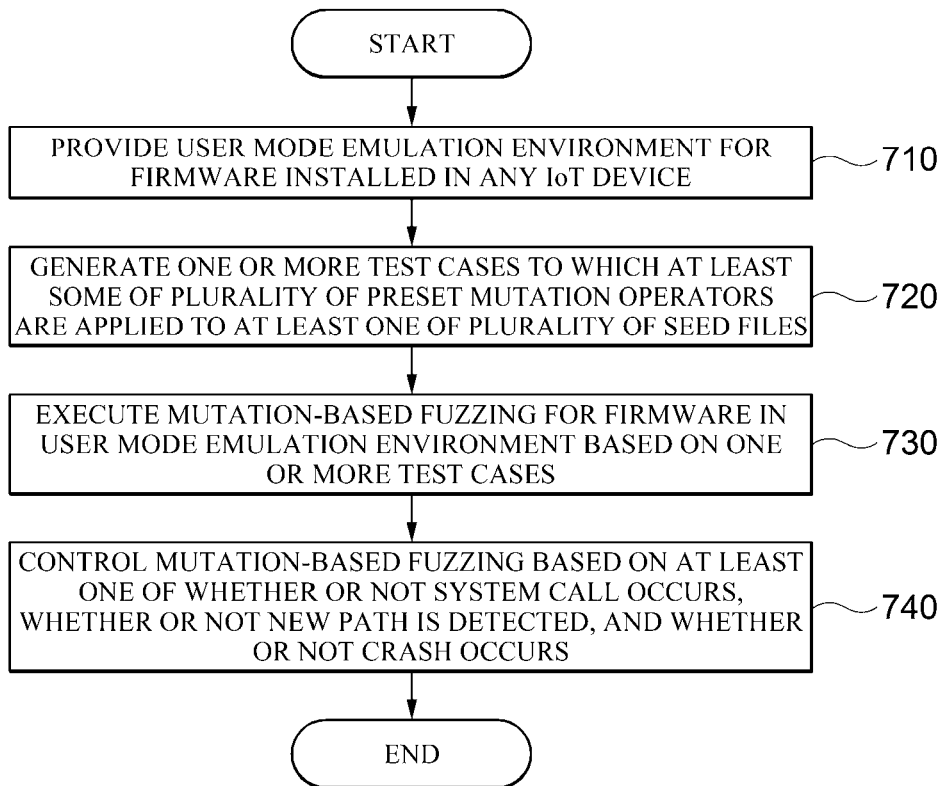 START
PROVIDE USER MODE EMULATION ENVIRONMENT FOR
FIRMWARE INSTALLED IN ANY IoT DEVICE
710
GENERATE ONE OR MORE TEST CASES TO WHICH AT LEAST
SOME OF PLURALITY OF PRESET MUTATION OPERATORS
ARE APPLIED TO AT LEAST ONE OF PLURALITY OF SEED FILES
720
EXECUTE MUTATION-BASED FUZZING FOR FIRMWARE IN
USER MODE EMULATION ENVIRONMENT BASED ON ONE
OR MORE TEST CASES
730
CONTROL MUTATION-BASED FUZZING BASED ON AT LEAST
ONE OF WHETHER OR NOT SYSTEM CALL OCCURS,
WHETHER OR NOT NEW PATH IS DETECTED, AND WHETHER
OR NOT CRASH OCCURS
740
END